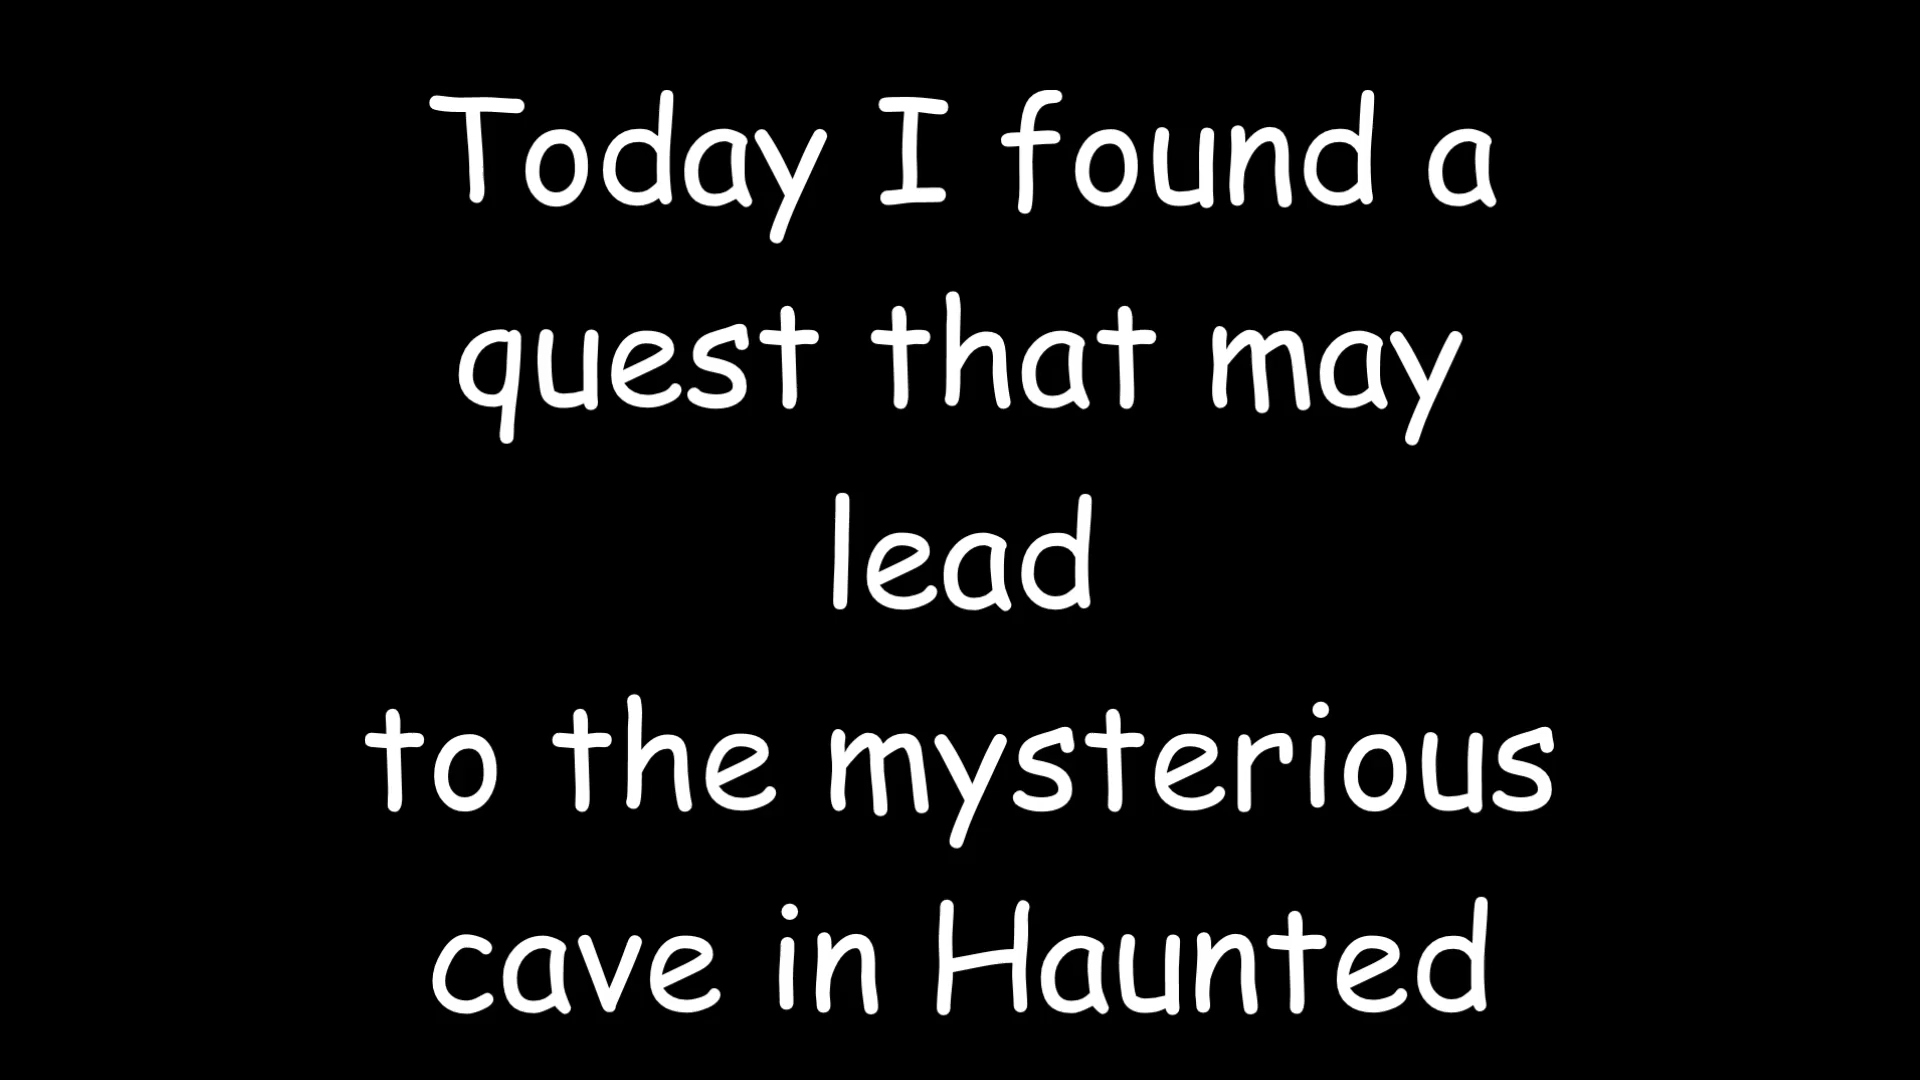 Today I found a
quest that may
lead
to the mysterious
cave in Haunted